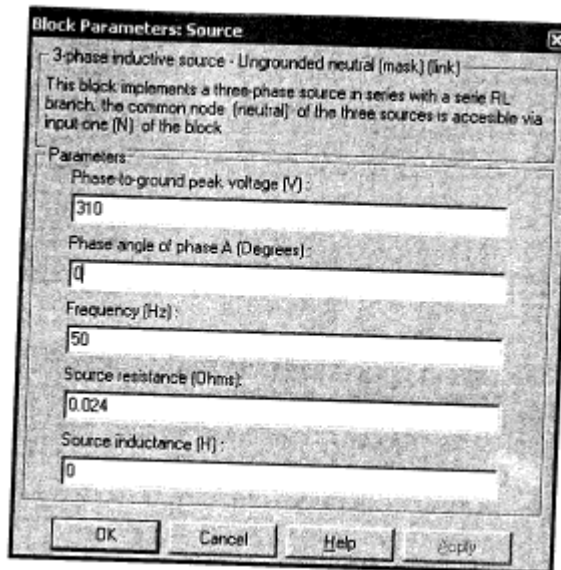 Block Parameters: Source
3-phase inductive source - Ungrounded neutral (mask) (link)
This block implements a three-phase source in series with a serie RL
branch. the common node (neutral) of the three sources is accesible via
input one (N) of the block
Parameters
Phase-to-ground peak voltage (V) :
310
Phase angle of phase A (Degrees) :
0
Frequency (Hz) :
50
Source resistance (Ohms):
0.024
Source inductance (H) :
0
OK Cancel Help Apply